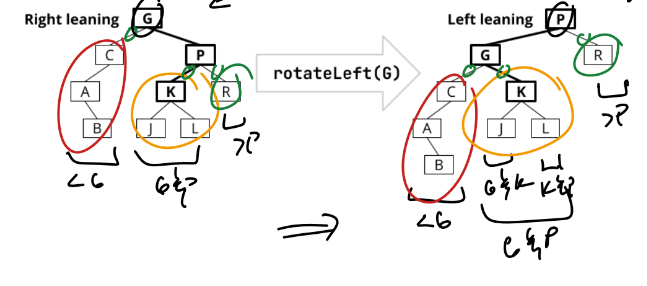 Right leaning
G
C
P
A
K
R
B
J
L
<G
G & P
>P
rotateLeft(G)
Left leaning
P
G
R
C
K
A
J
L
B
>P
<G
G & K
K & P
G & P